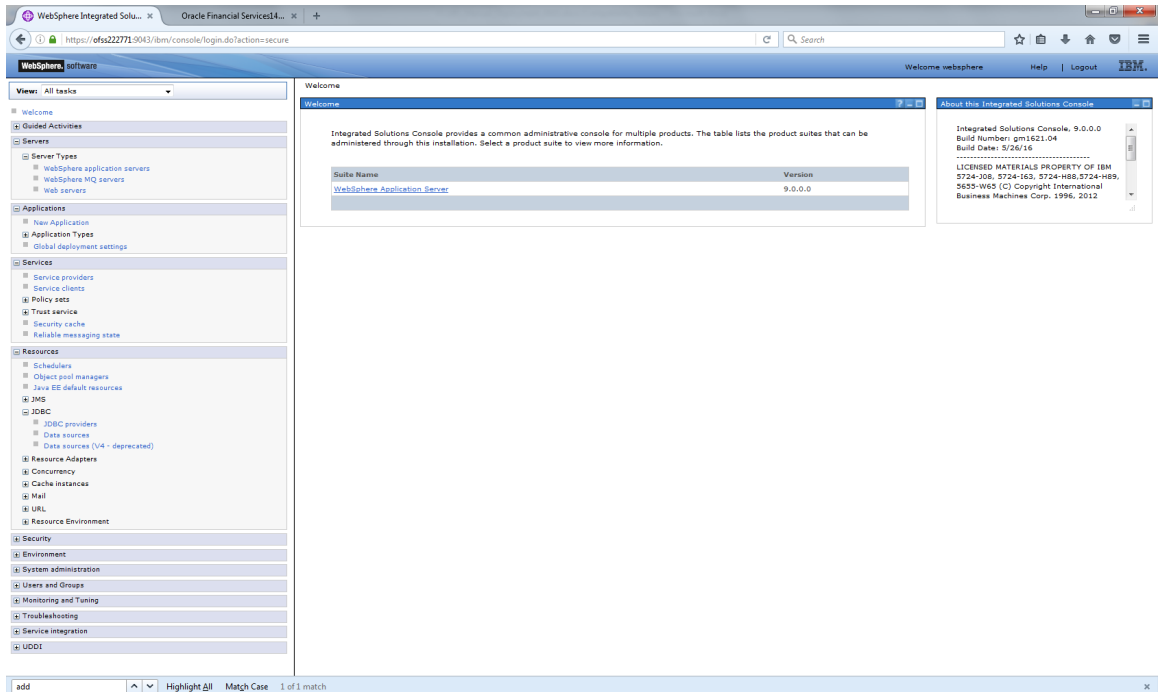 WebSphere Integrated Solu... ×
Oracle Financial Services14... ×
+
https://ofss222771:9043/ibm/console/login.do?action=secure
Search
WebSphere. software
Welcome websphere
Help | Logout
IBM.
View: All tasks
Welcome
Guided Activities
Servers
Server Types
WebSphere application servers
WebSphere MQ servers
Web servers
Applications
New Application
Application Types
Global deployment settings
Services
Service providers
Service clients
Policy sets
Trust service
Security cache
Reliable messaging state
Resources
Schedulers
Object pool managers
Java EE default resources
JMS
JDBC
JDBC providers
Data sources
Data sources (V4 - deprecated)
Resource Adapters
Concurrency
Cache instances
Mail
URL
Resource Environment
Security
Environment
System administration
Users and Groups
Monitoring and Tuning
Troubleshooting
Service integration
UDDI
Welcome
Welcome
Integrated Solutions Console provides a common administrative console for multiple products. The table lists the product suites that can be
administered through this installation. Select a product suite to view more information.
Suite Name Version
WebSphere Application Server 9.0.0.0
About this Integrated Solutions Console
Integrated Solutions Console, 9.0.0.0
Build Number: gm1621.04
Build Date: 5/26/16
----------------------------------------
LICENSED MATERIALS PROPERTY OF IBM
5724-J08, 5724-I63, 5724-H88,5724-H89,
5655-W65 (C) Copyright International
Business Machines Corp. 1996, 2012
add
Highlight All Match Case 1 of 1 match